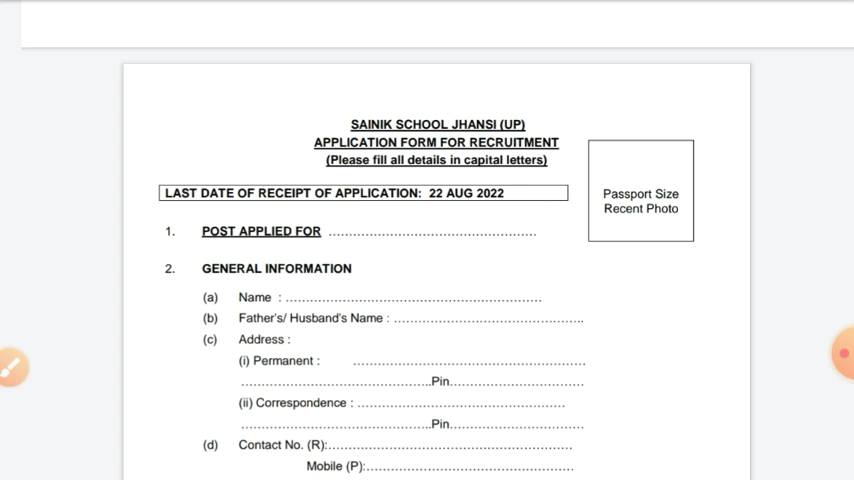 SAINIK SCHOOL JHANSI (UP)
APPLICATION FORM FOR RECRUITMENT
(Please fill all details in capital letters)
LAST DATE OF RECEIPT OF APPLICATION: 22 AUG 2022
Passport Size
Recent Photo
1. POST APPLIED FOR ……………………………………………
2. GENERAL INFORMATION
(a) Name : ………………………………………………………
(b) Father's/ Husband's Name : ………………………………………..
(c) Address :
(i) Permanent : …………………………………………………
………………………………………..Pin……………………………
(ii) Correspondence : ……………………………………………
………………………………………..Pin……………………………
(d) Contact No. (R):……………………………………………………
Mobile (P):……………………………………………